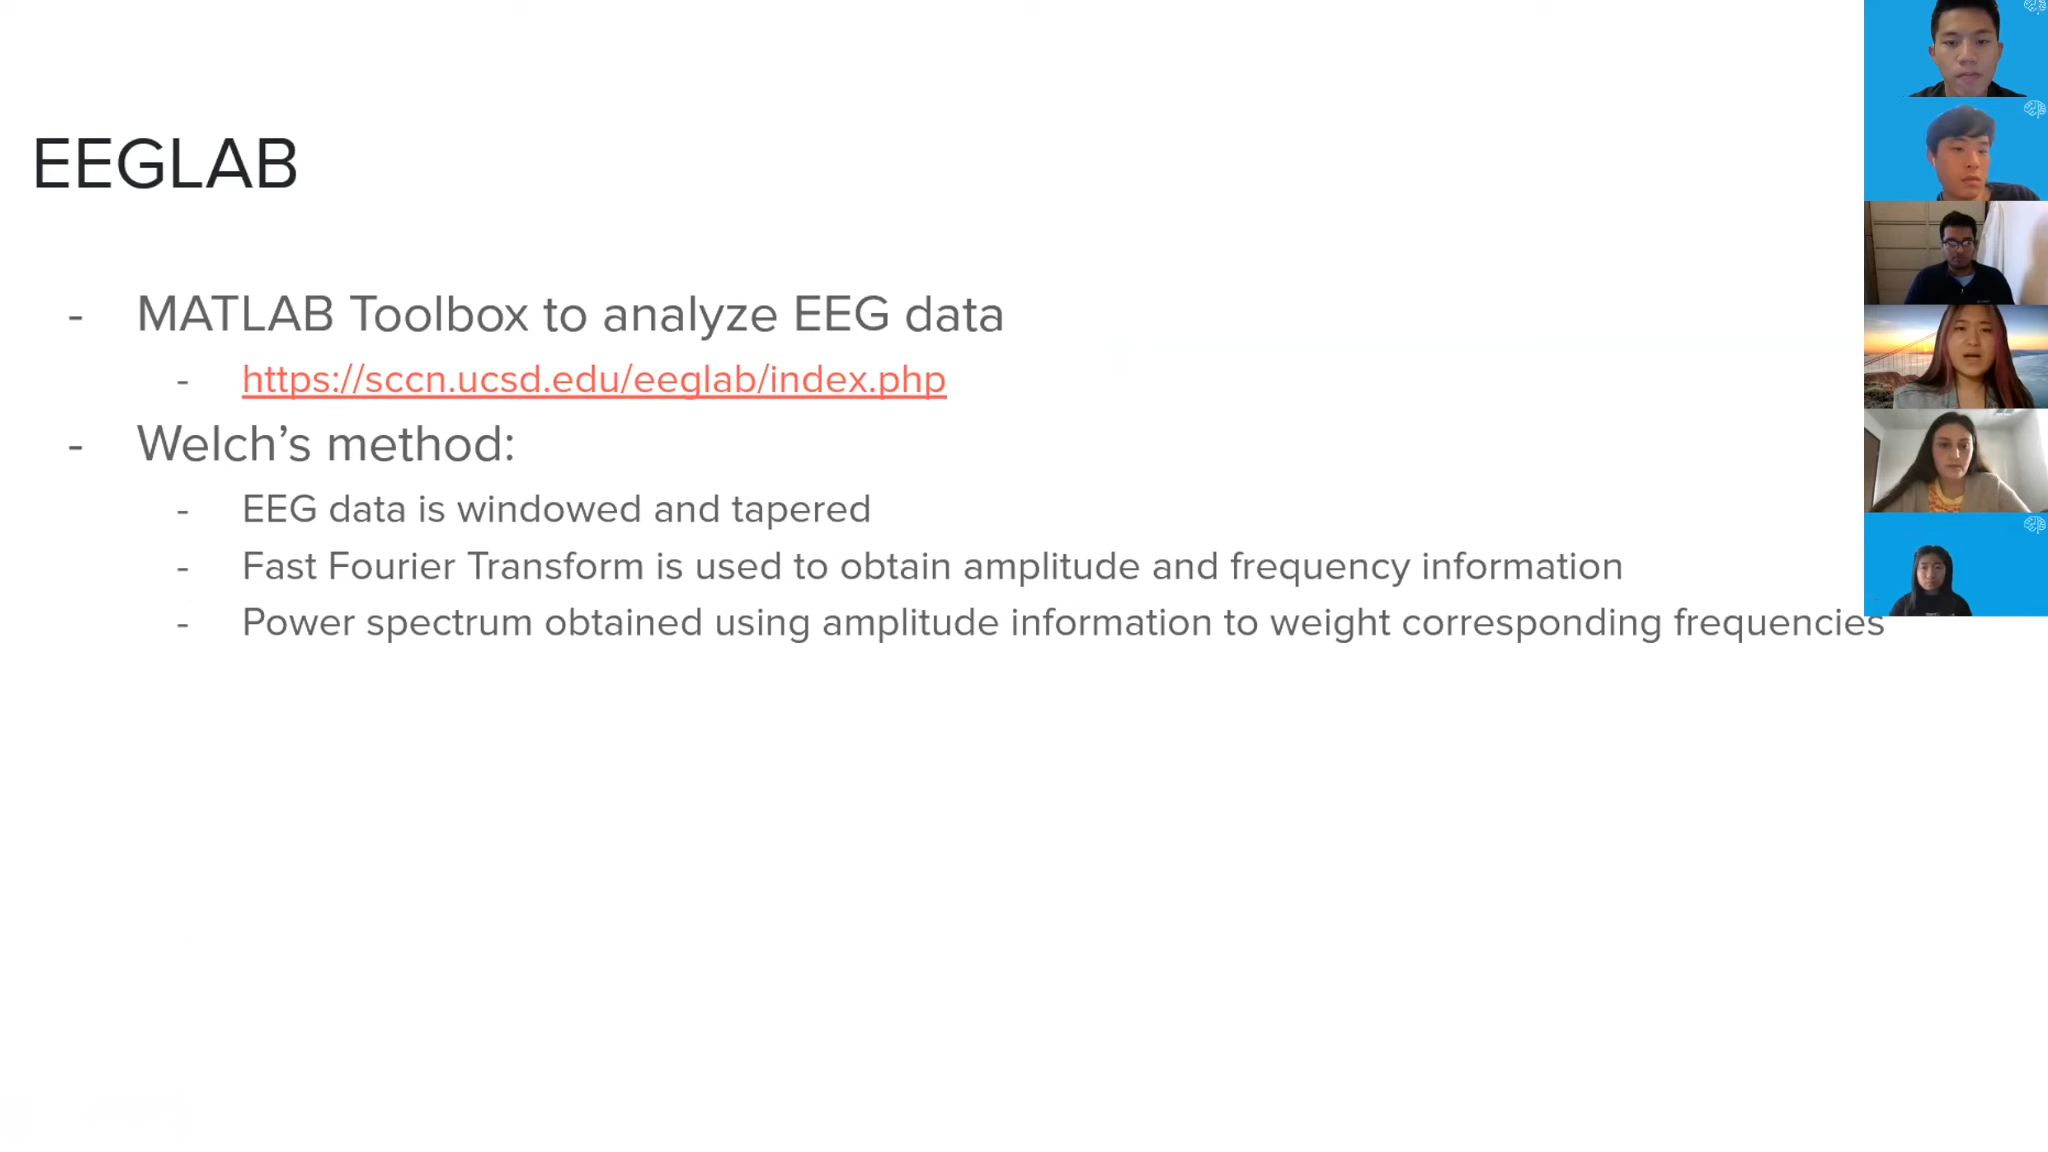 EEGLAB
- MATLAB Toolbox to analyze EEG data
- https://sccn.ucsd.edu/eeglab/index.php
- Welch’s method:
- EEG data is windowed and tapered
- Fast Fourier Transform is used to obtain amplitude and frequency information
- Power spectrum obtained using amplitude information to weight corresponding frequencies